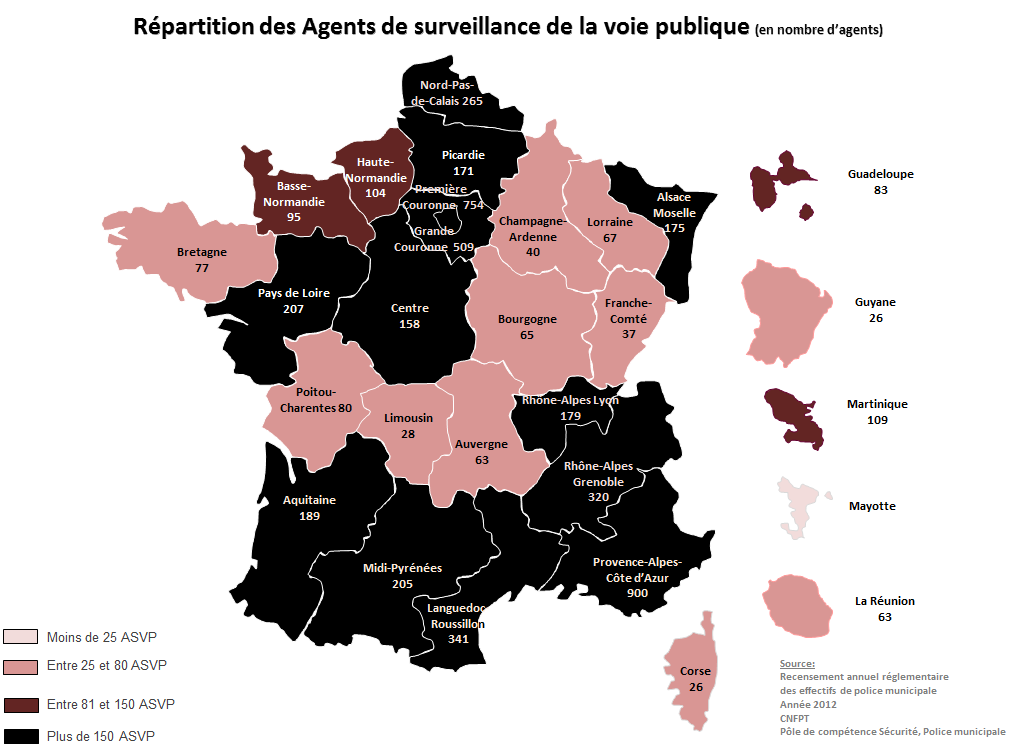 Répartition des Agents de surveillance de la voie publique (en nombre d'agents)
Nord-Pas-
de-Calais 265
Picardie
171
Haute-
Normandie
104
Basse-
Normandie
95
Première
Couronne 754
Grande
Couronne 509
Champagne-
Ardenne
40
Lorraine
67
Alsace
Moselle
175
Bretagne
77
Pays de Loire
207
Centre
158
Bourgogne
65
Franche-
Comté
37
Poitou-
Charentes 80
Limousin
28
Auvergne
63
Rhône-Alpes Lyon
179
Rhône-Alpes
Grenoble
320
Aquitaine
189
Midi-Pyrénées
205
Languedoc
Roussillon
341
Provence-Alpes-
Côte d'Azur
900
Corse
26
Guadeloupe
83
Guyane
26
Martinique
109
Mayotte
La Réunion
63
Moins de 25 ASVP
Entre 25 et 80 ASVP
Entre 81 et 150 ASVP
Plus de 150 ASVP
Source:
Recensement annuel réglementaire
des effectifs de police municipale
Année 2012
CNFPT
Pôle de compétence Sécurité, Police municipale